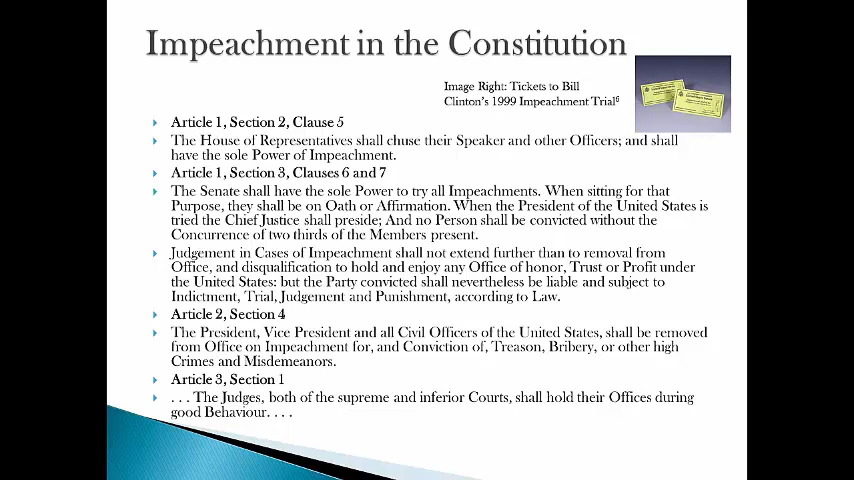 Impeachment in the Constitution
Image Right: Tickets to Bill
Clinton's 1999 Impeachment Trial⁶
Article 1, Section 2, Clause 5
The House of Representatives shall chuse their Speaker and other Officers; and shall
have the sole Power of Impeachment.
Article 1, Section 3, Clauses 6 and 7
The Senate shall have the sole Power to try all Impeachments. When sitting for that
Purpose, they shall be on Oath or Affirmation. When the President of the United States is
tried the Chief Justice shall preside; And no Person shall be convicted without the
Concurrence of two thirds of the Members present.
Judgement in Cases of Impeachment shall not extend further than to removal from
Office, and disqualification to hold and enjoy any Office of honor, Trust or Profit under
the United States: but the Party convicted shall nevertheless be liable and subject to
Indictment, Trial, Judgement and Punishment, according to Law.
Article 2, Section 4
The President, Vice President and all Civil Officers of the United States, shall be removed
from Office on Impeachment for, and Conviction of, Treason, Bribery, or other high
Crimes and Misdemeanors.
Article 3, Section 1
. . . The Judges, both of the supreme and inferior Courts, shall hold their Offices during
good Behaviour. . . .